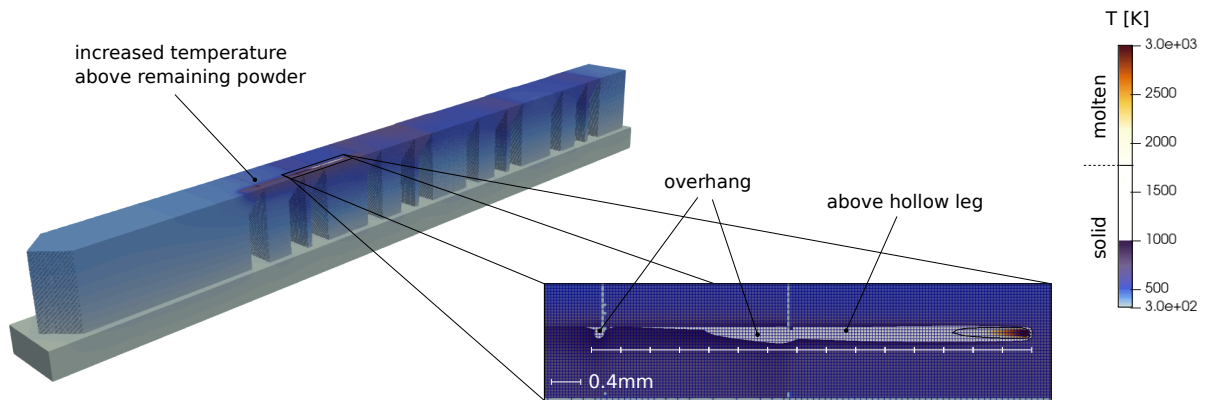 increased temperature
above remaining powder
overhang
above hollow leg
0.4mm
T [K]
3.0e+03
2500
2000
1500
1000
500
3.0e+02
molten
solid